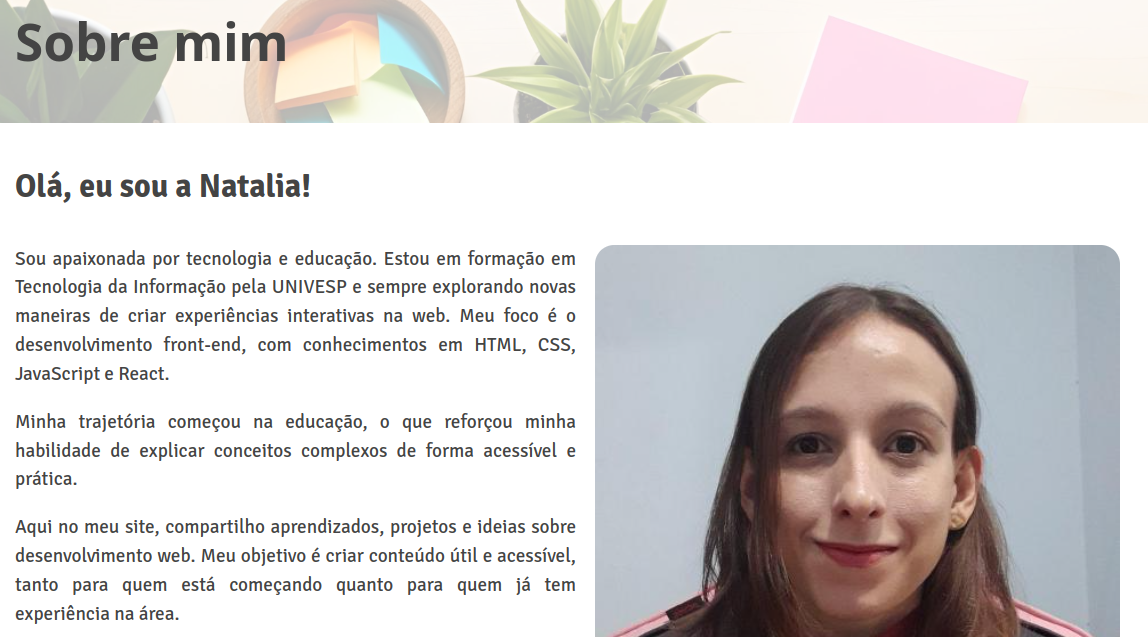 Sobre mim
Olá, eu sou a Natalia!
Sou apaixonada por tecnologia e educação. Estou em formação em
Tecnologia da Informação pela UNIVESP e sempre explorando novas
maneiras de criar experiências interativas na web. Meu foco é o
desenvolvimento front-end, com conhecimentos em HTML, CSS,
JavaScript e React.
Minha trajetória começou na educação, o que reforçou minha
habilidade de explicar conceitos complexos de forma acessível e
prática.
Aqui no meu site, compartilho aprendizados, projetos e ideias sobre
desenvolvimento web. Meu objetivo é criar conteúdo útil e acessível,
tanto para quem está começando quanto para quem já tem
experiência na área.